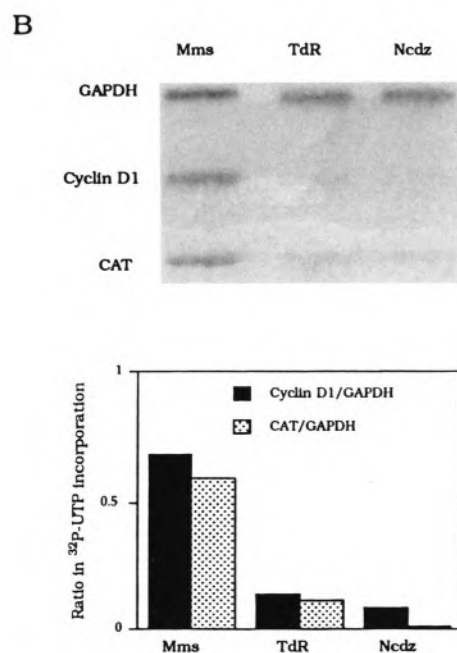 B
Mms TdR Ncdz
GAPDH
Cyclin D1
CAT
1
Cyclin D1/GAPDH
CAT/GAPDH
0.5
0
Ratio in ³²P-UTP incorporation
Mms TdR Ncdz